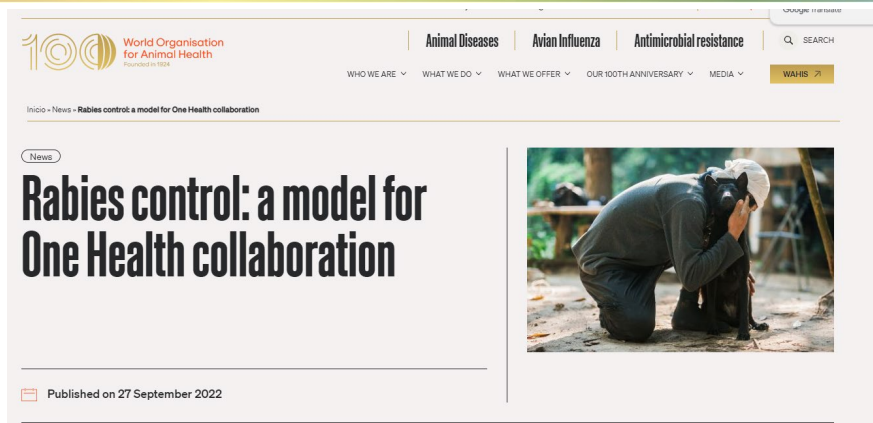 Google Translate
100
World Organisation
for Animal Health
Founded in 1924
Animal Diseases
Avian Influenza
Antimicrobial resistance
SEARCH
WHO WE ARE
WHAT WE DO
WHAT WE OFFER
OUR 100TH ANNIVERSARY
MEDIA
WAHIS
Inicio - News - Rabies control: a model for One Health collaboration
News
Rabies control: a model for
One Health collaboration
Published on 27 September 2022